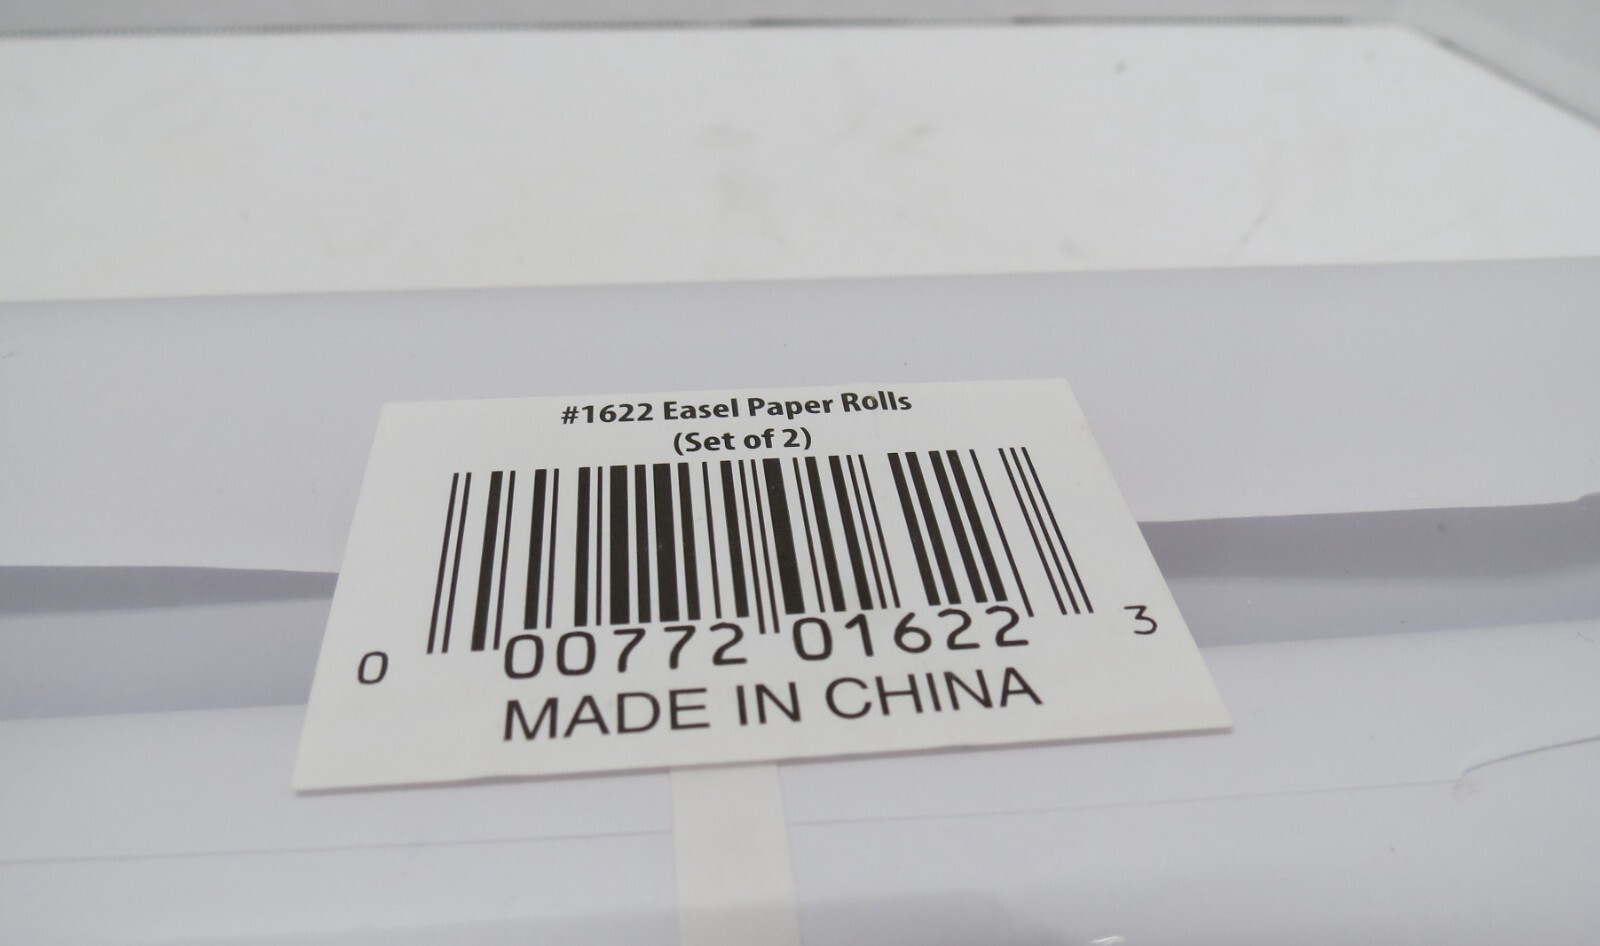 #1622 Easel Paper Rolls
(Set of 2)
0 00772 01622 3
MADE IN CHINA